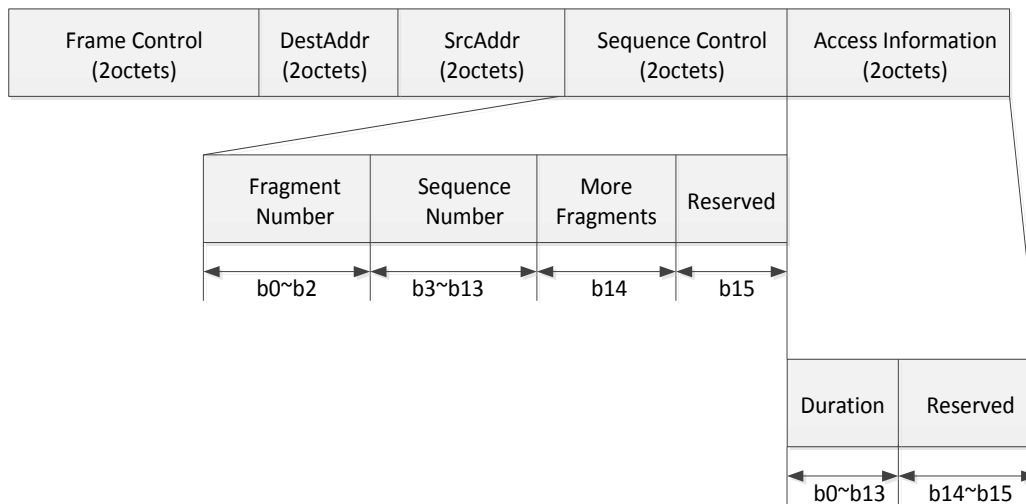 Frame Control
(2octets)
DestAddr
(2octets)
SrcAddr
(2octets)
Sequence Control
(2octets)
Access Information
(2octets)
Fragment
Number
Sequence
Number
More
Fragments
Reserved
b0~b2
b3~b13
b14
b15
Duration
Reserved
b0~b13
b14~b15